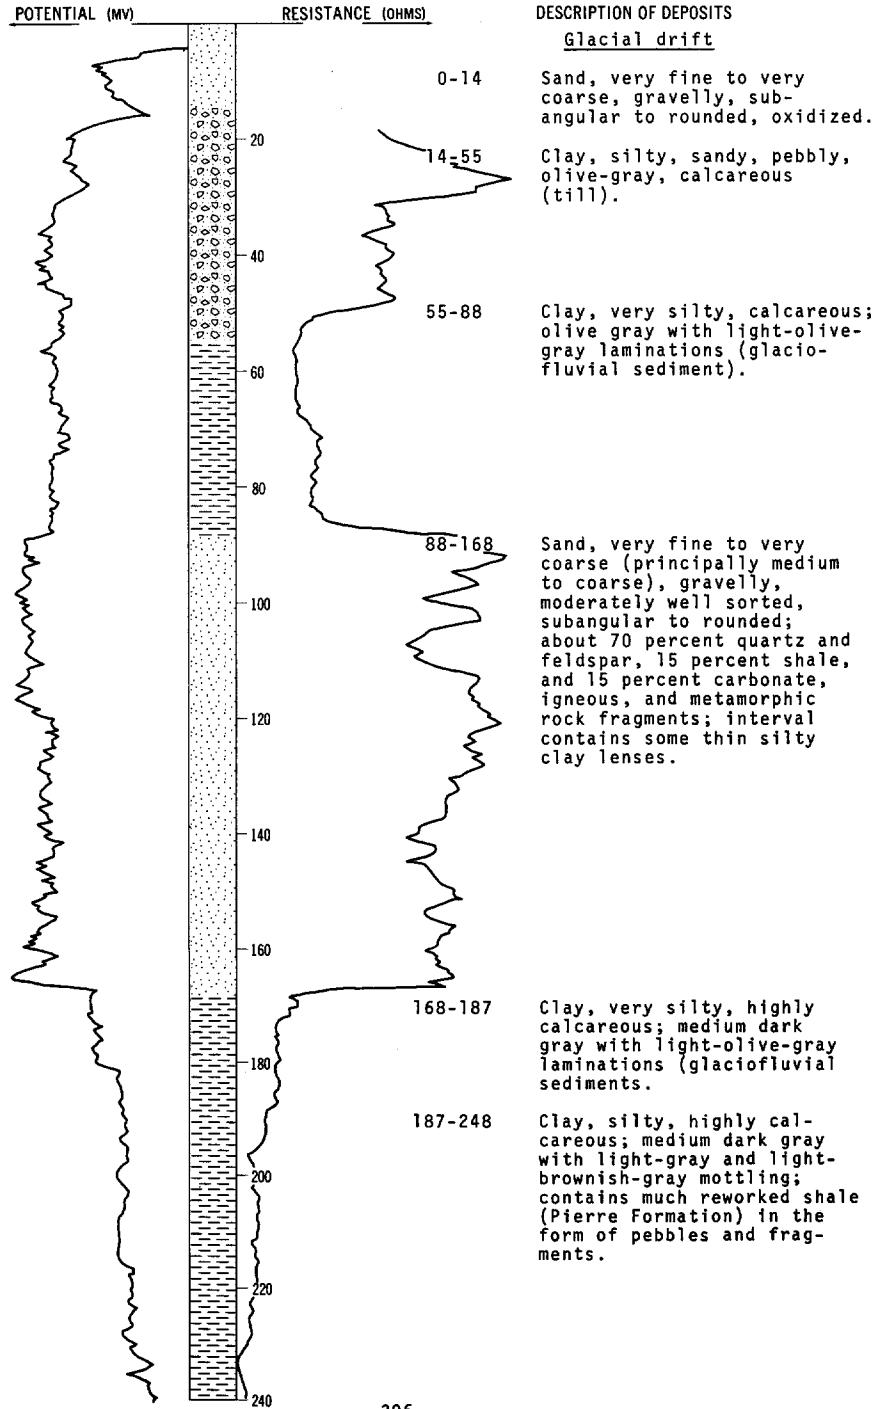 POTENTIAL (MV)
RESISTANCE (OHMS)
DESCRIPTION OF DEPOSITS
Glacial drift
0-14
Sand, very fine to very
coarse, gravelly, sub-
angular to rounded, oxidized.
14-55
Clay, silty, sandy, pebbly,
olive-gray, calcareous
(till).
55-88
Clay, very silty, calcareous;
olive gray with light-olive-
gray laminations (glacio-
fluvial sediment).
88-168
Sand, very fine to very
coarse (principally medium
to coarse), gravelly,
moderately well sorted,
subangular to rounded;
about 70 percent quartz and
feldspar, 15 percent shale,
and 15 percent carbonate,
igneous, and metamorphic
rock fragments; interval
contains some thin silty
clay lenses.
168-187
Clay, very silty, highly
calcareous; medium dark
gray with light-olive-gray
laminations (glaciofluvial
sediments.
187-248
Clay, silty, highly cal-
careous; medium dark gray
with light-gray and light-
brownish-gray mottling;
contains much reworked shale
(Pierre Formation) in the
form of pebbles and frag-
ments.
20
40
60
80
100
120
140
160
180
200
220
240